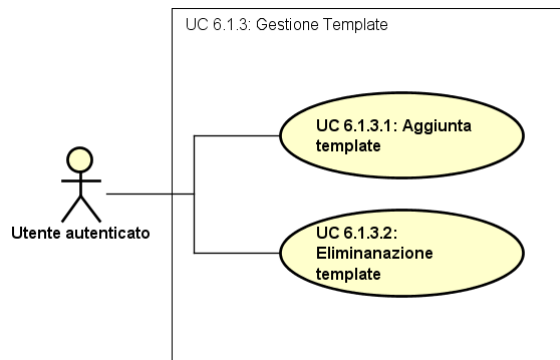 UC 6.1.3: Gestione Template
UC 6.1.3.1: Aggiunta
template
Utente autenticato
UC 6.1.3.2:
Eliminanazione
template